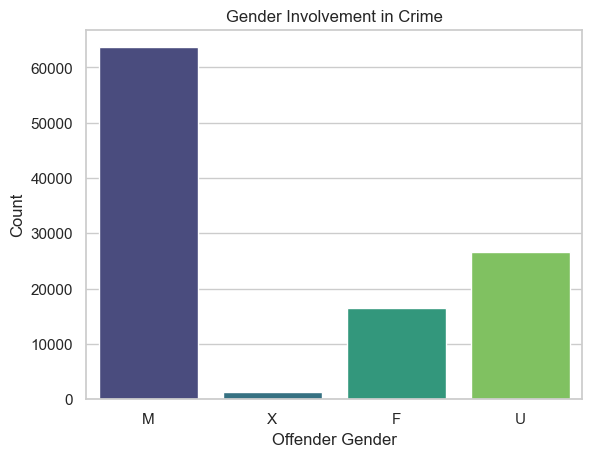 Gender Involvement in Crime
Count
60000
50000
40000
30000
20000
10000
0
M X F U
Offender Gender